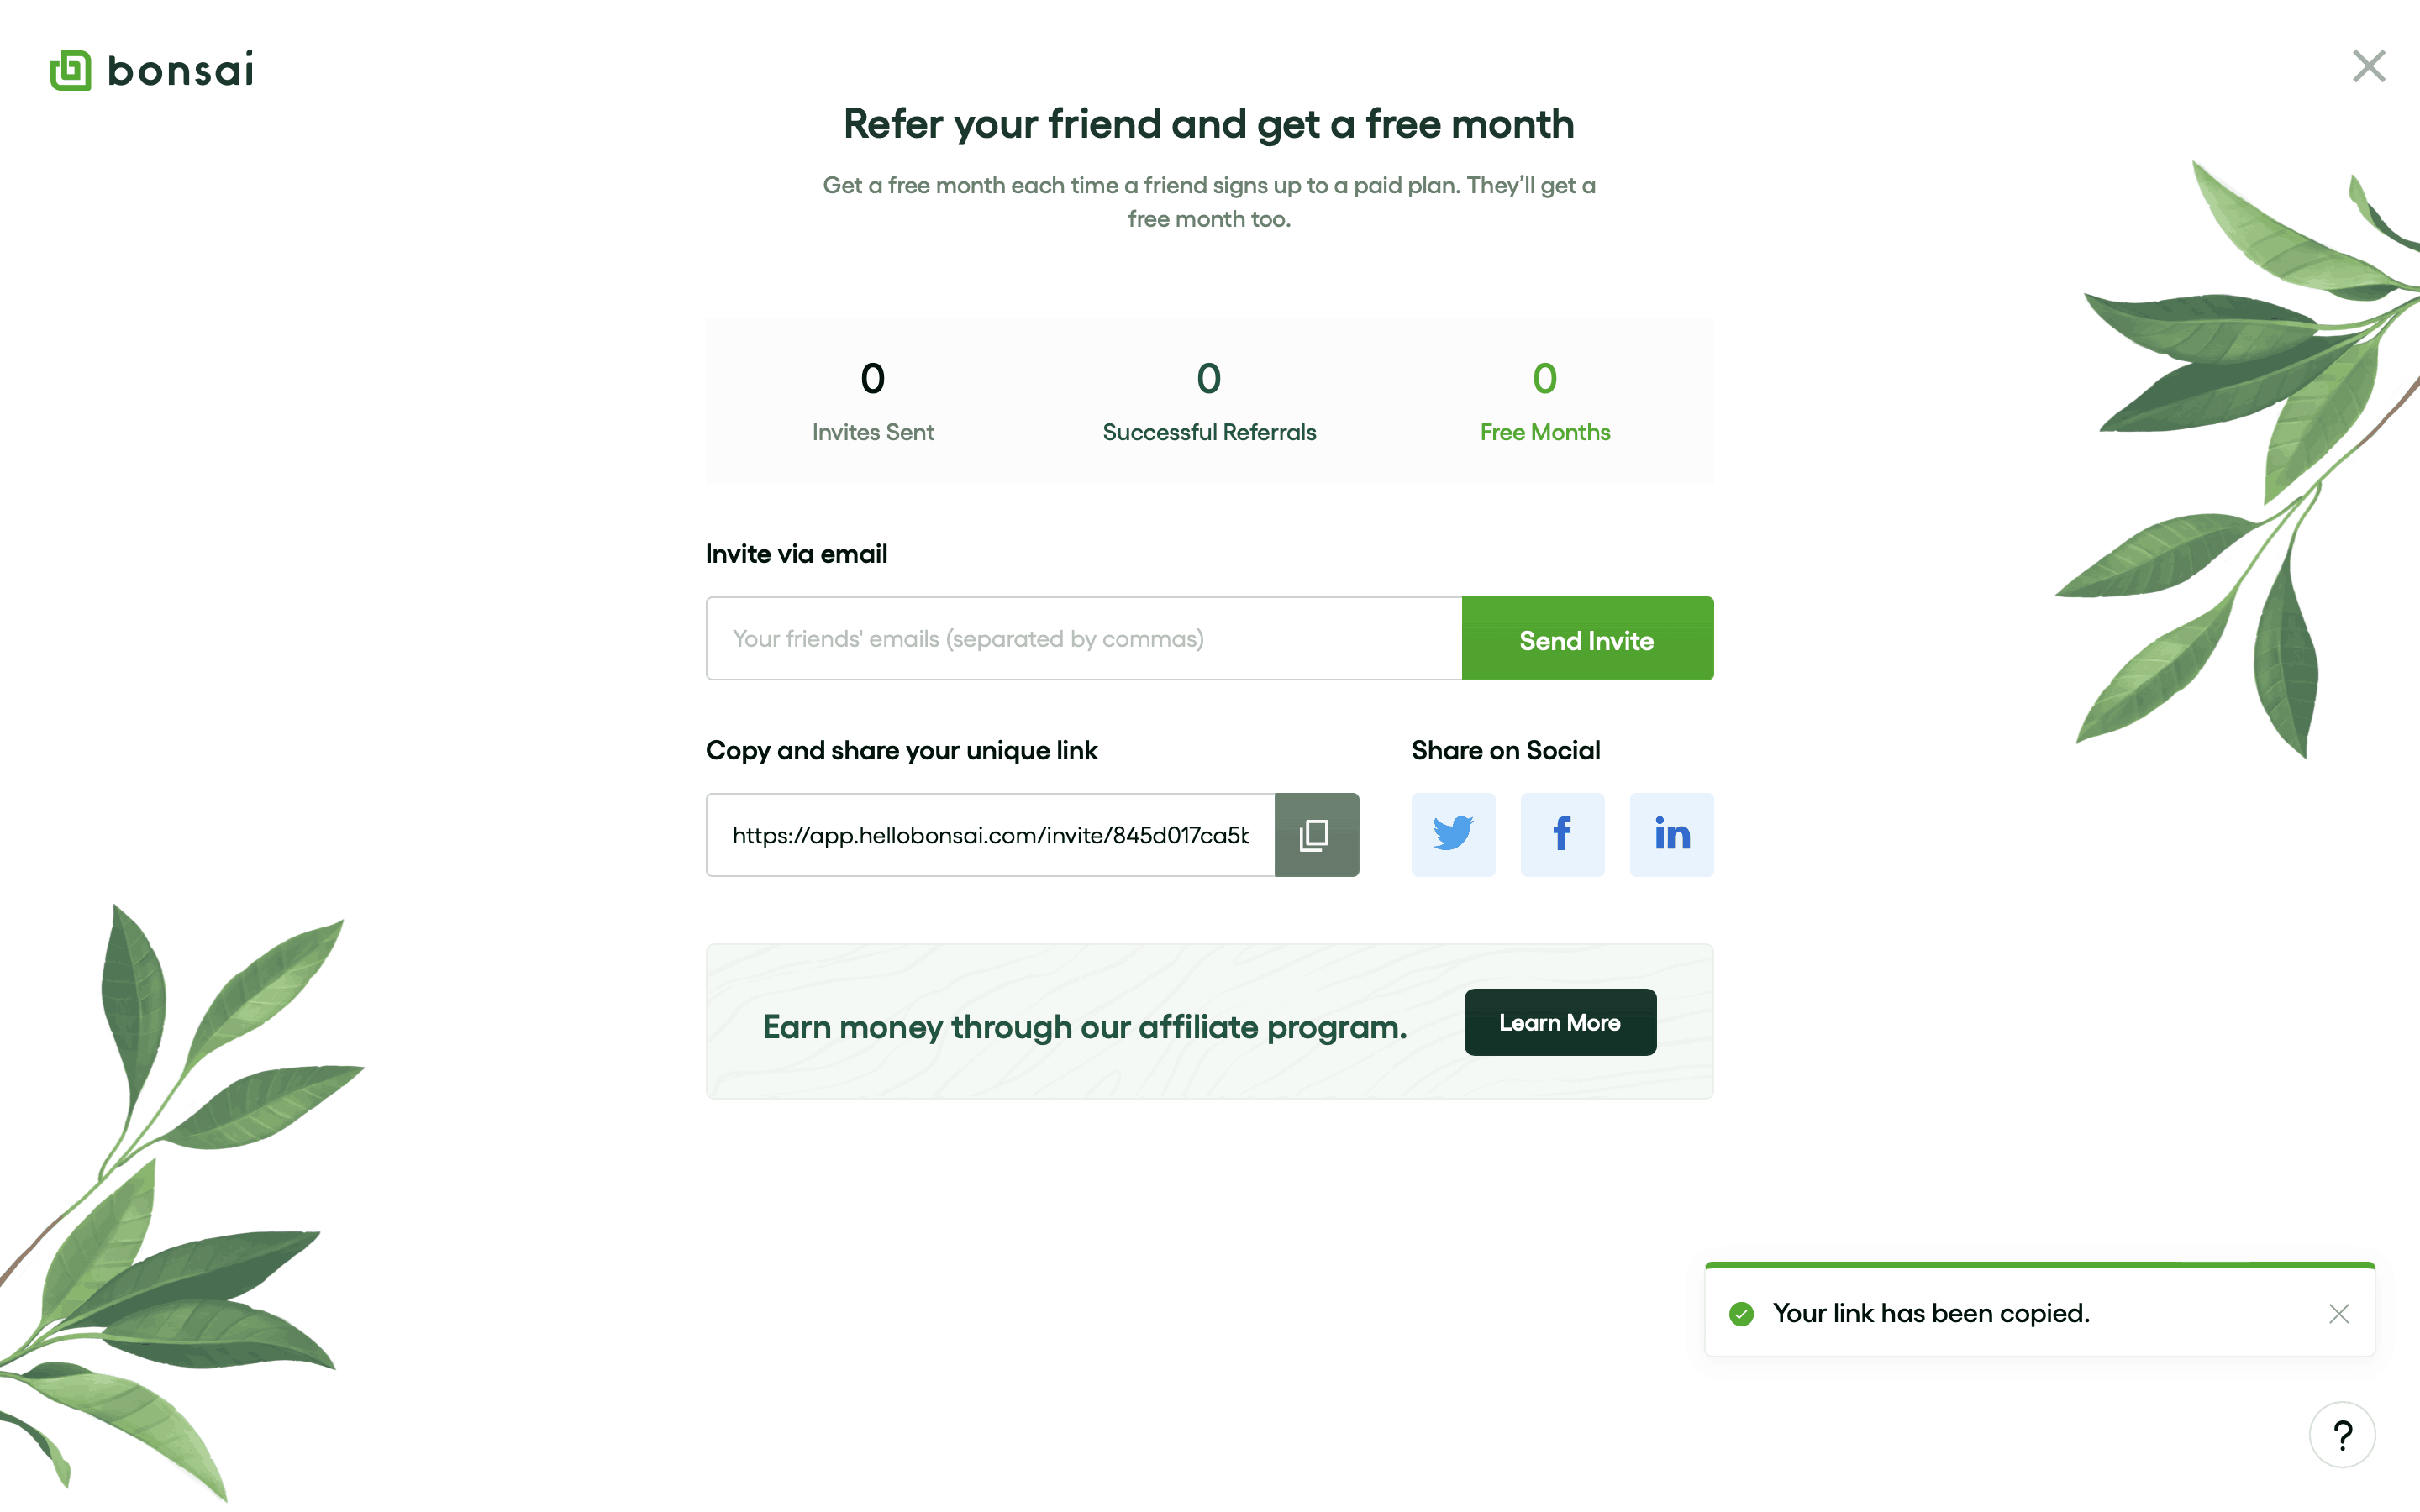 bonsai
Refer your friend and get a free month
Get a free month each time a friend signs up to a paid plan. They’ll get a
free month too.
0
Invites Sent
0
Successful Referrals
0
Free Months
Invite via email
Your friends' emails (separated by commas)
Send Invite
Copy and share your unique link
Share on Social
https://app.hellobonsai.com/invite/845d017ca5b
f
in
Earn money through our affiliate program.
Learn More
Your link has been copied.
?